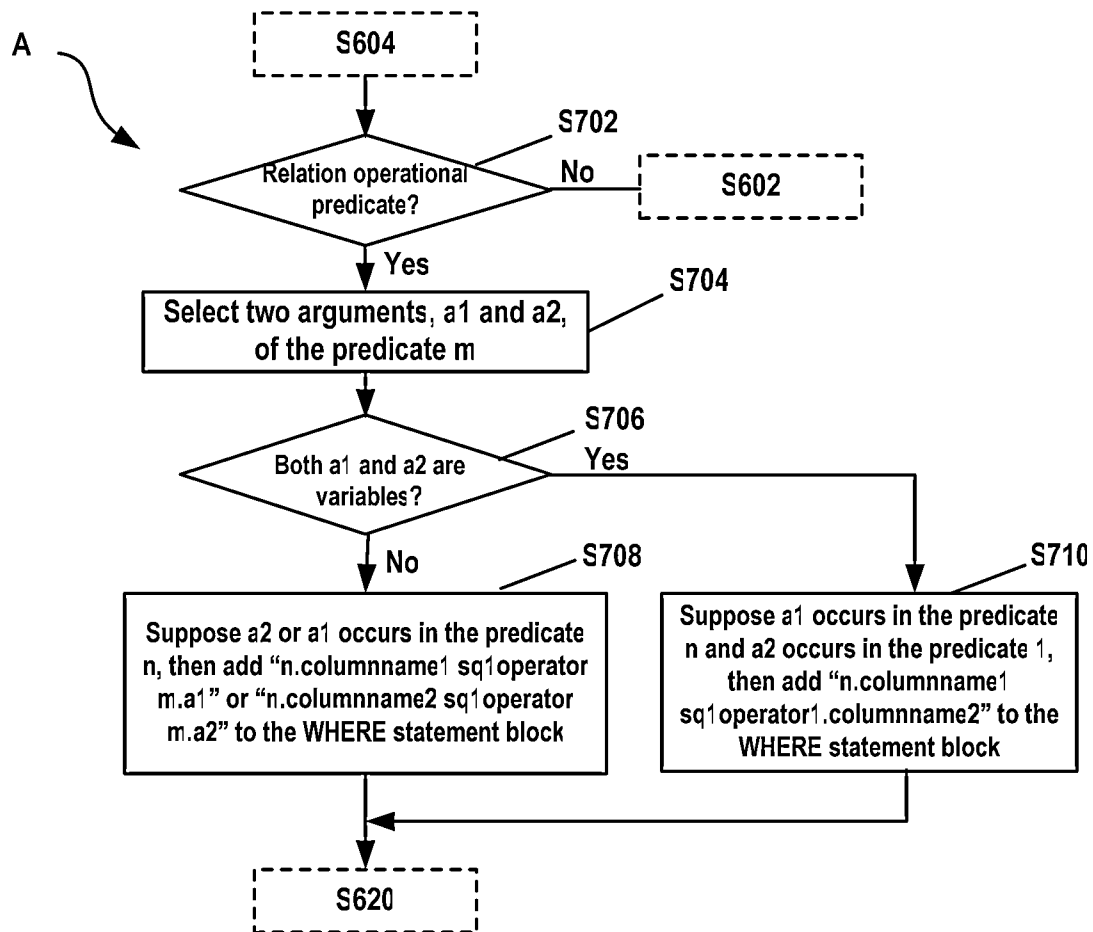 A
S604
S702
Relation operational
predicate?
No
S602
Yes
S704
Select two arguments, a1 and a2,
of the predicate m
S706
Both a1 and a2 are
variables?
Yes
No
S708
Suppose a2 or a1 occurs in the predicate
n, then add “n.columnname1 sq1operator
m.a1” or “n.columnname2 sq1operator
m.a2” to the WHERE statement block
S710
Suppose a1 occurs in the predicate
n and a2 occurs in the predicate 1,
then add “n.columnname1
sq1operator1.columnname2” to the
WHERE statement block
S620